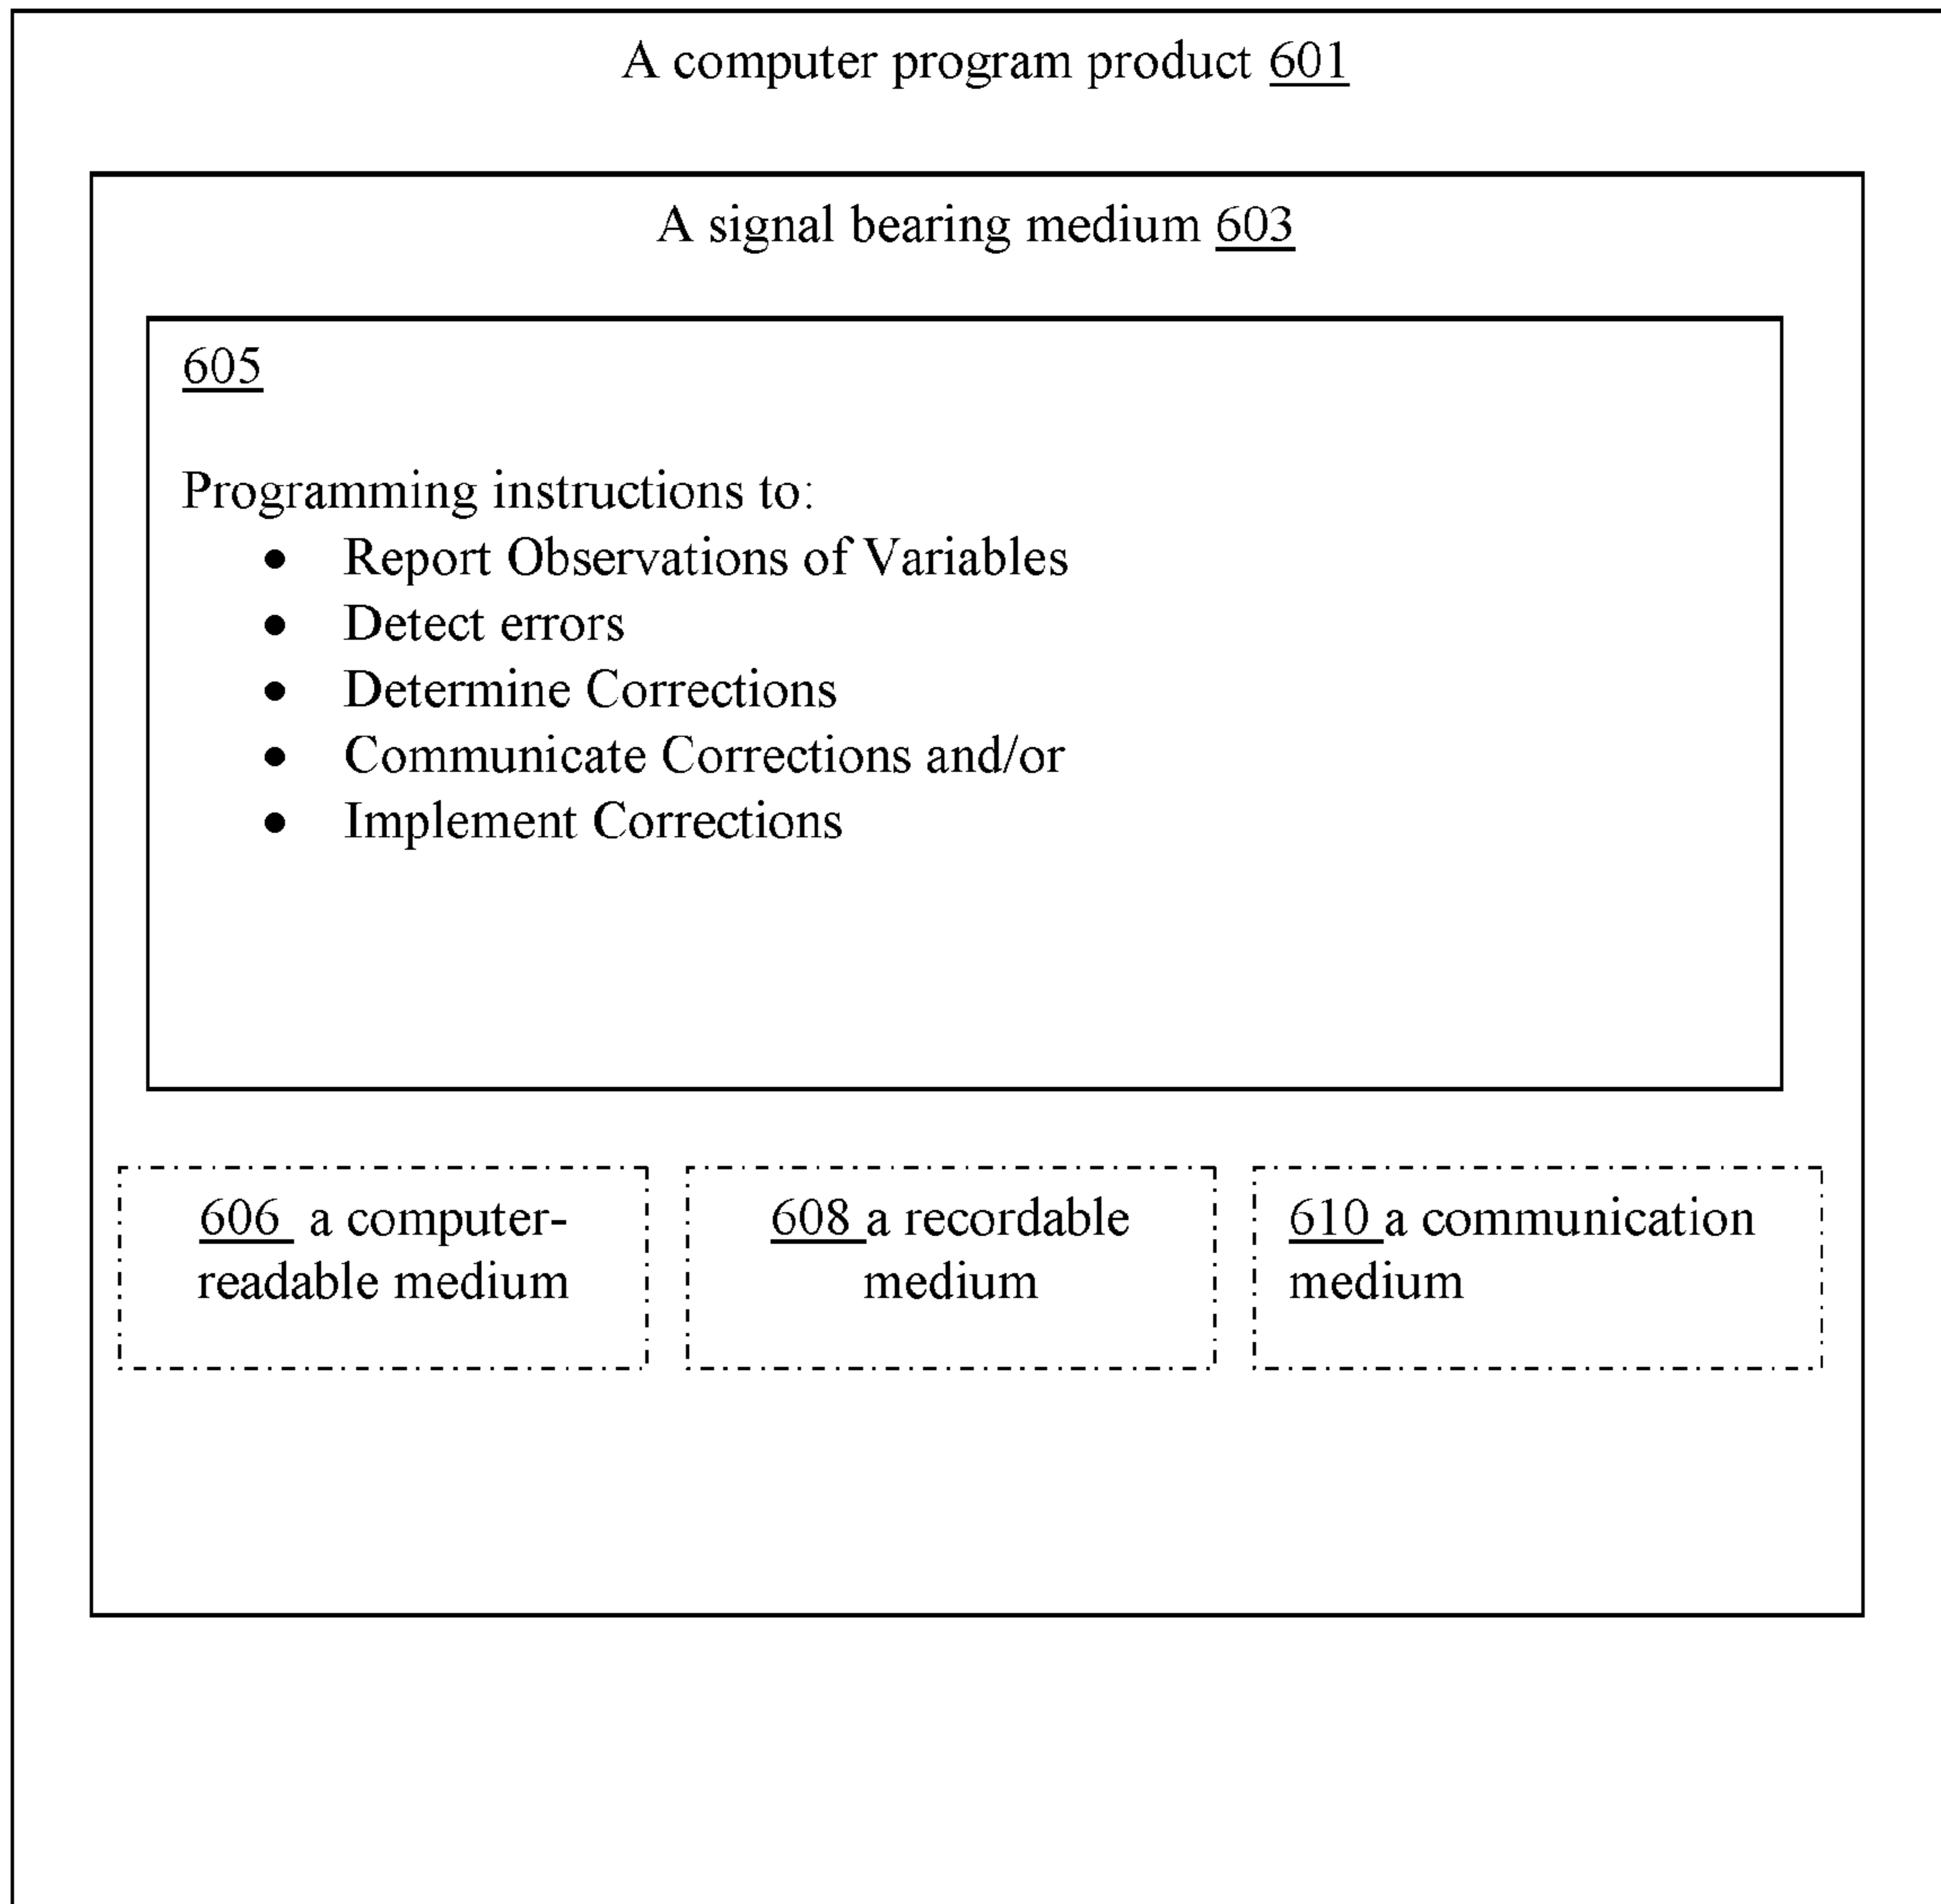 A computer program product 601
A signal bearing medium 603
605
Programming instructions to:
● Report Observations of Variables
● Detect errors
● Determine Corrections
● Communicate Corrections and/or
● Implement Corrections
606 a computer-
readable medium
608 a recordable
medium
610 a communication
medium